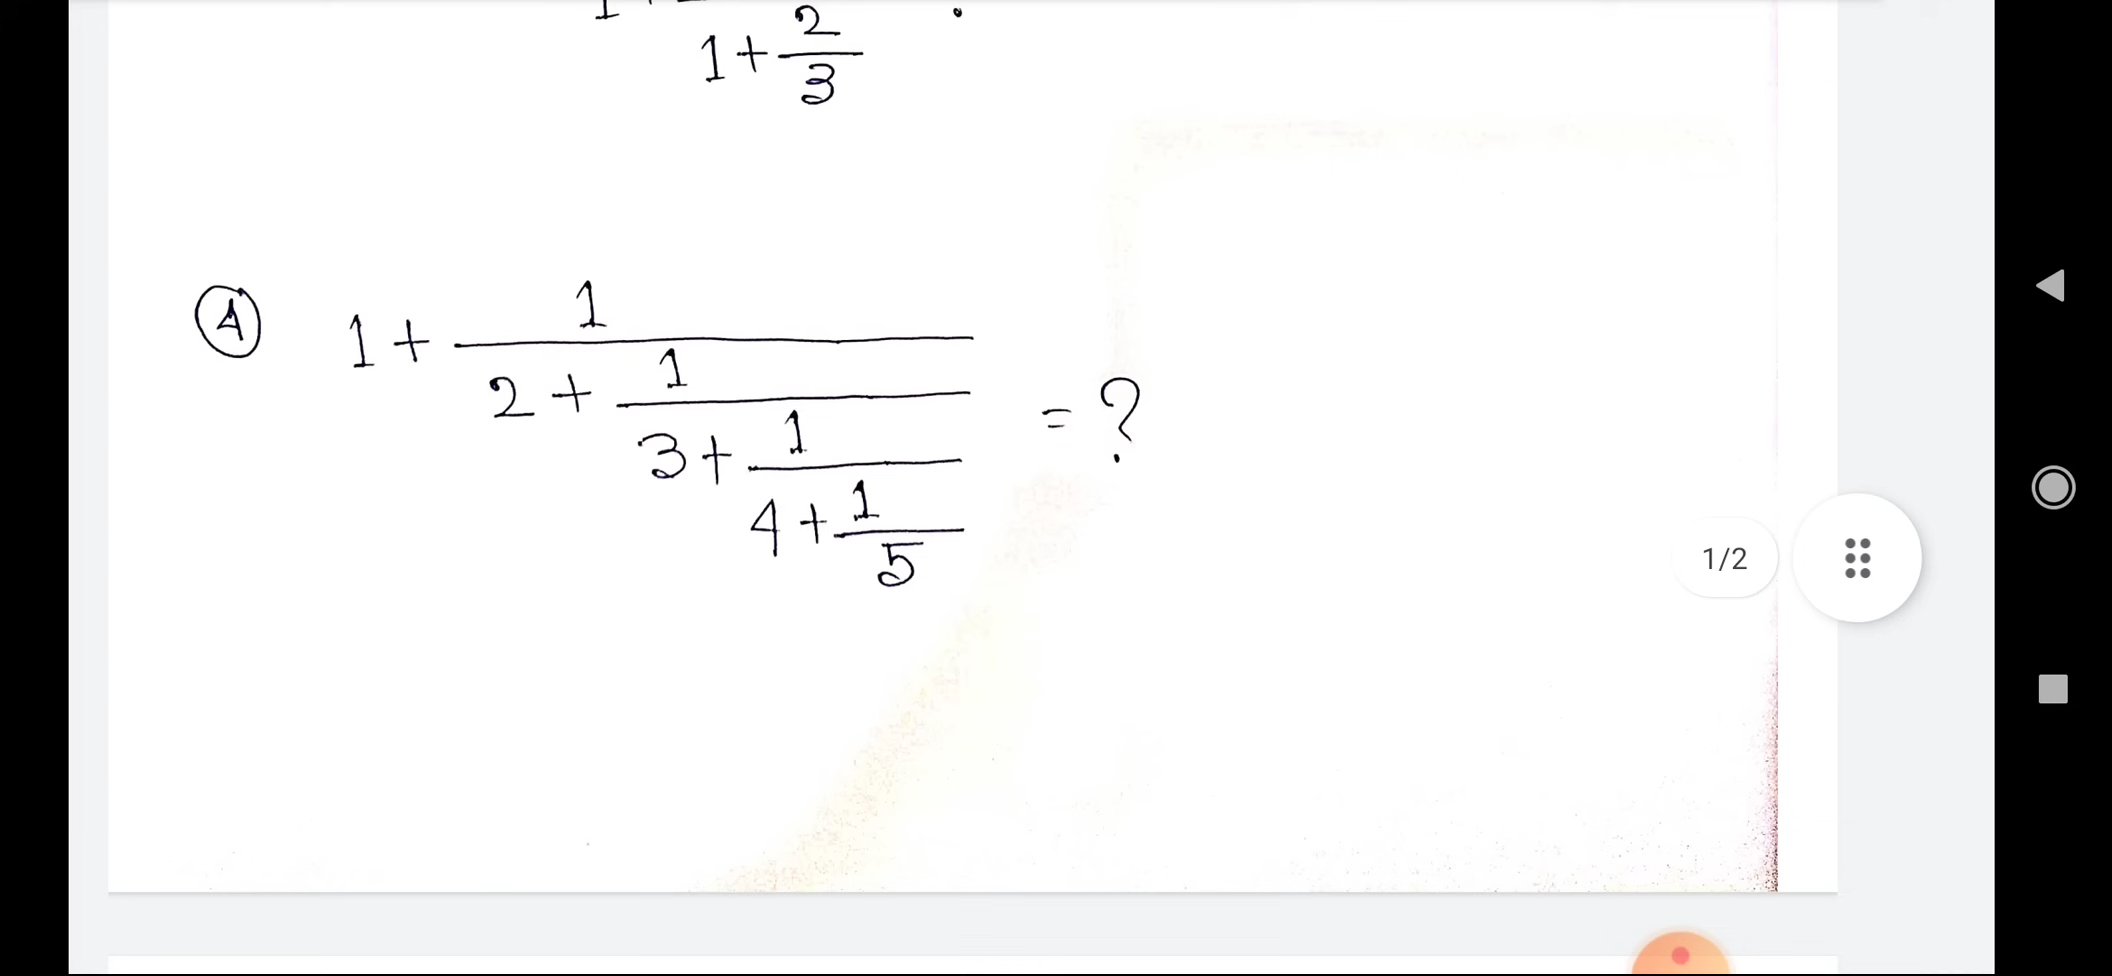 1 + 2/3
④ 1 + 1/(2 + 1/(3 + 1/(4 + 1/5))) = ?
1/2